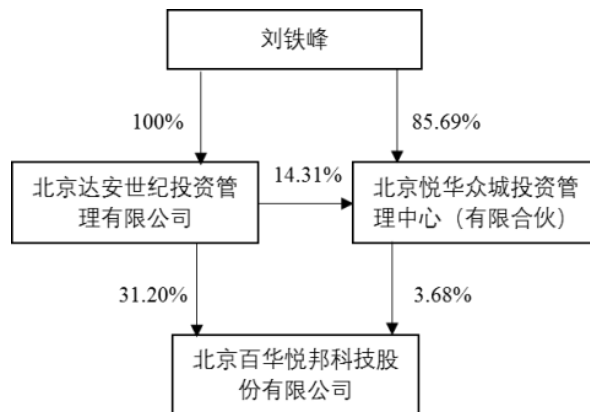 刘铁峰
100%
85.69%
北京达安世纪投资管
理有限公司
14.31%
北京悦华众城投资管
理中心（有限合伙）
31.20%
3.68%
北京百华悦邦科技股
份有限公司